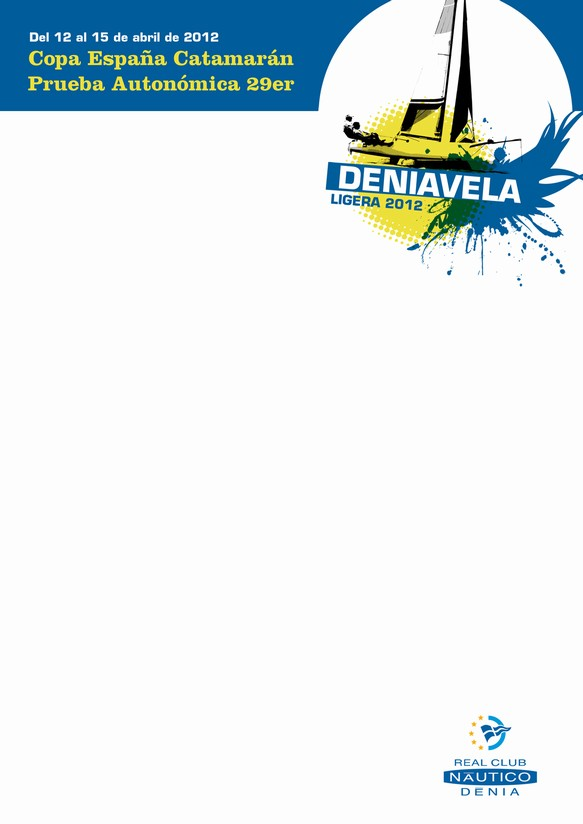 Del 12 al 15 de abril de 2012
Copa España Catamarán
Prueba Autonómica 29er
DENIAVELA
LIGERA 2012
REAL CLUB
NÁUTICO
DENIA